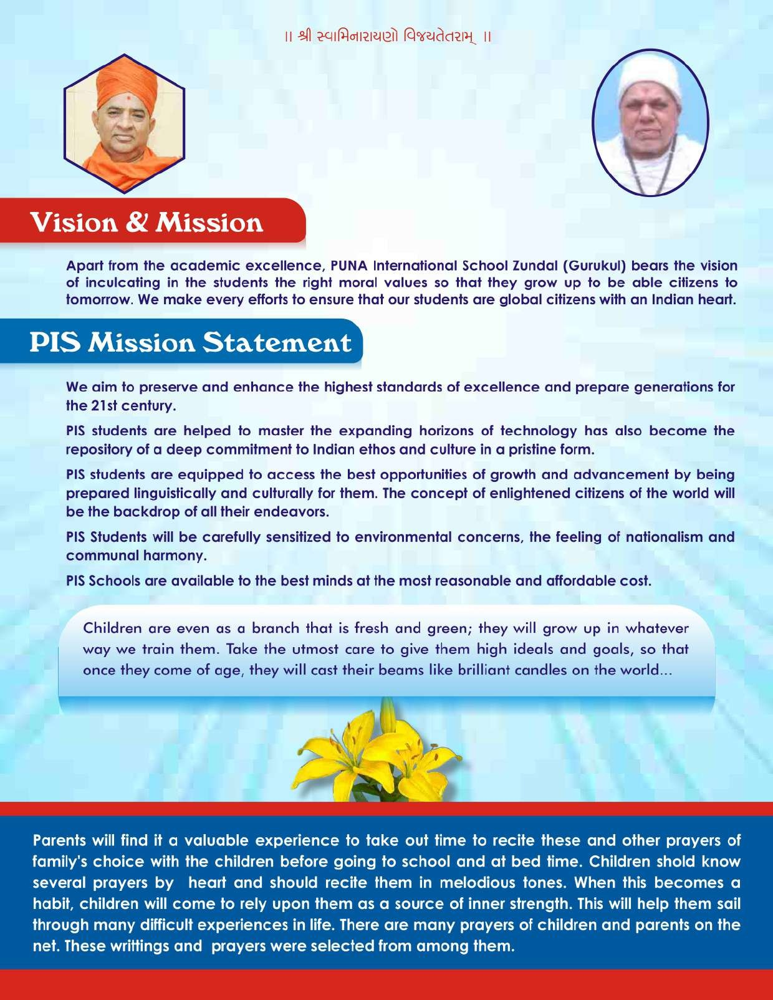 ॥ શ્રી સ્વામિનારાયણો વિજયતેતરામ્ ॥
Vision & Mission
Apart from the academic excellence, PUNA International School Zundal (Gurukul) bears the vision
of inculcating in the students the right moral values so that they grow up to be able citizens to
tomorrow. We make every efforts to ensure that our students are global citizens with an Indian heart.
PIS Mission Statement
We aim to preserve and enhance the highest standards of excellence and prepare generations for
the 21st century.
PIS students are helped to master the expanding horizons of technology has also become the
repository of a deep commitment to Indian ethos and culture in a pristine form.
PIS students are equipped to access the best opportunities of growth and advancement by being
prepared linguistically and culturally for them. The concept of enlightened citizens of the world will
be the backdrop of all their endeavors.
PIS Students will be carefully sensitized to environmental concerns, the feeling of nationalism and
communal harmony.
PIS Schools are available to the best minds at the most reasonable and affordable cost.
Children are even as a branch that is fresh and green; they will grow up in whatever
way we train them. Take the utmost care to give them high ideals and goals, so that
once they come of age, they will cast their beams like brilliant candles on the world...
Parents will find it a valuable experience to take out time to recite these and other prayers of
family's choice with the children before going to school and at bed time. Children shold know
several prayers by heart and should recite them in melodious tones. When this becomes a
habit, children will come to rely upon them as a source of inner strength. This will help them sail
through many difficult experiences in life. There are many prayers of children and parents on the
net. These writtings and prayers were selected from among them.